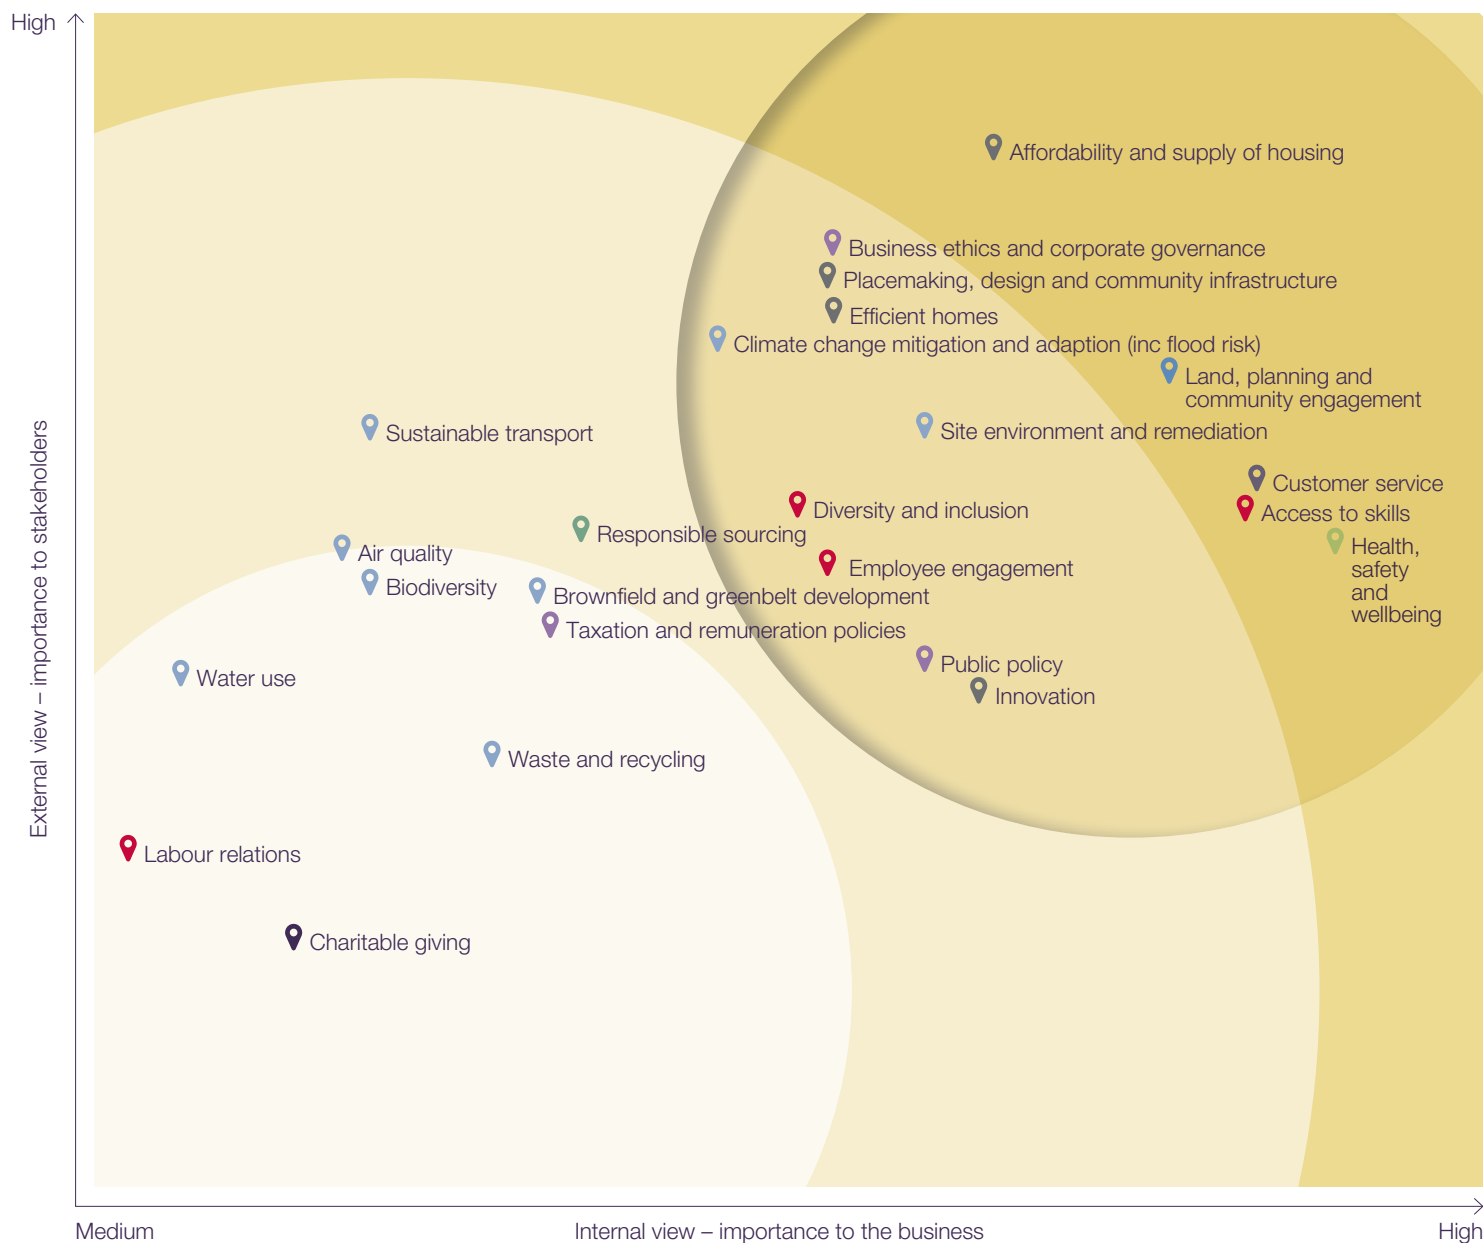 High
Affordability and supply of housing
Business ethics and corporate governance
Placemaking, design and community infrastructure
Efficient homes
Climate change mitigation and adaption (inc flood risk)
Land, planning and
community engagement
Sustainable transport
Site environment and remediation
Customer service
Diversity and inclusion
Access to skills
Responsible sourcing
Health,
safety
and
wellbeing
Air quality
Employee engagement
Biodiversity
Brownfield and greenbelt development
Taxation and remuneration policies
Public policy
Water use
Innovation
Waste and recycling
Labour relations
Charitable giving
External view – importance to stakeholders
Medium
Internal view – importance to the business
High